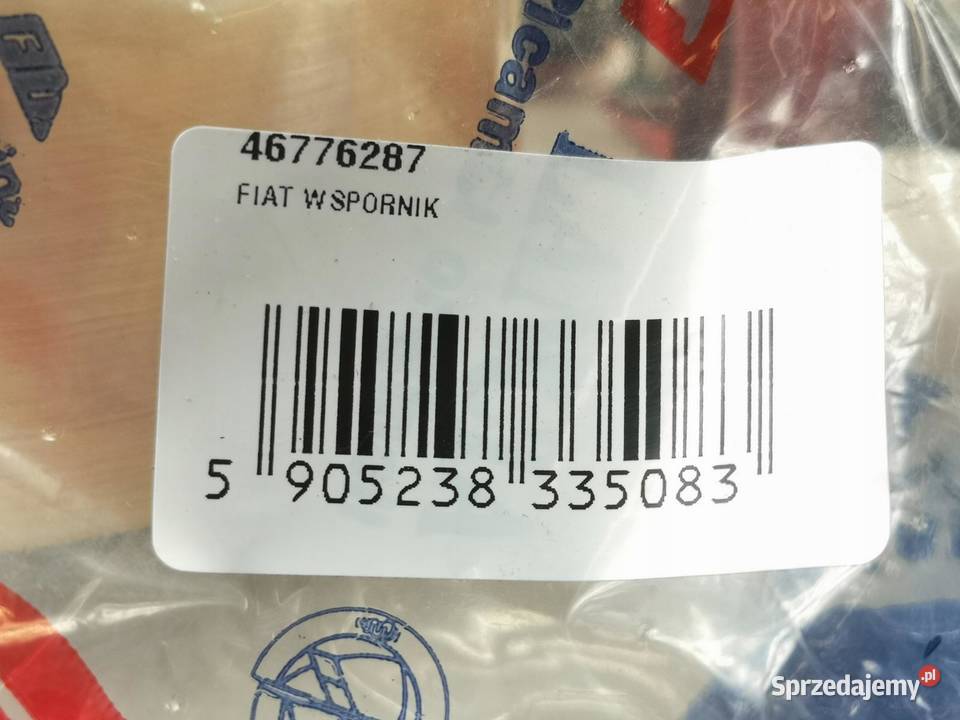 46776287
FIAT WSPORNIK
5 905238 335083
Sprzedajemy.pl